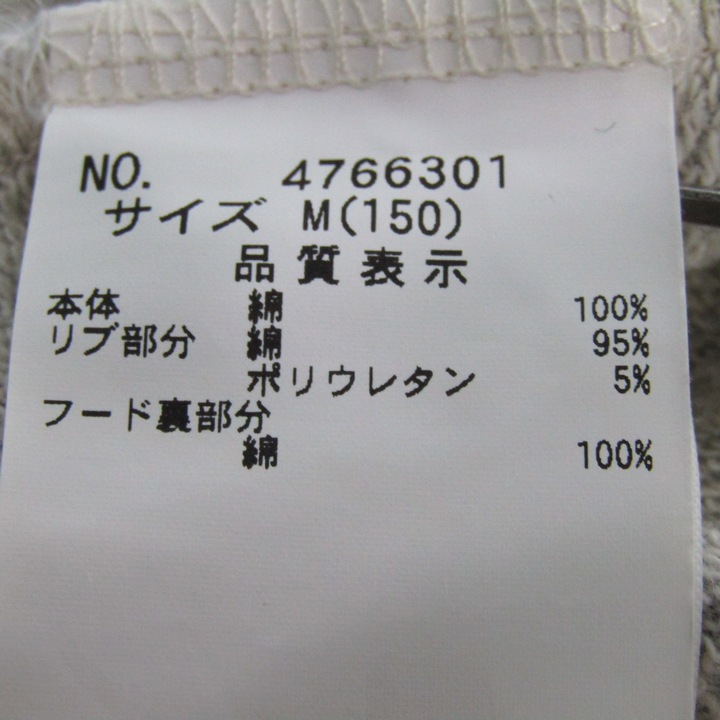 NO. 4766301
サイズ M(150)
品質表示
本体 綿 100%
リブ部分 綿 95%
ポリウレタン 5%
フード裏部分
綿 100%